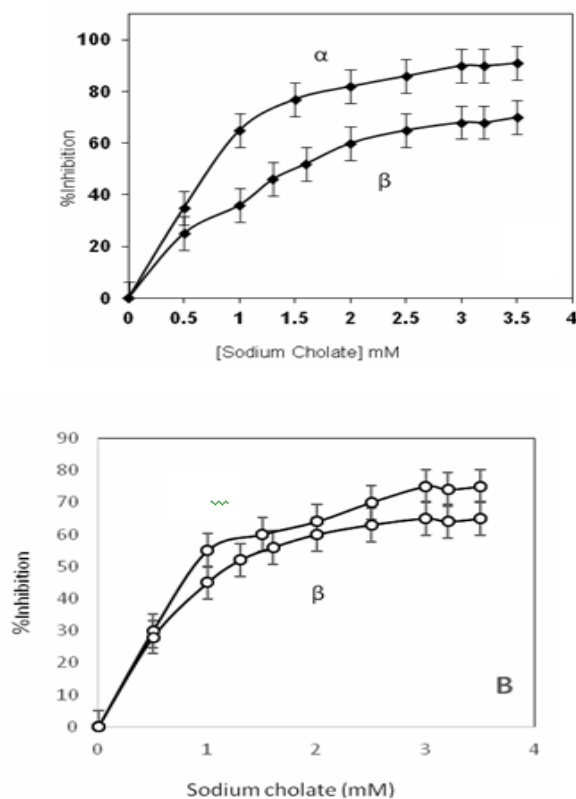 100
80
60
40
20
0
%Inhibtion
α
β
0 0.5 1 1.5 2 2.5 3 3.5 4
[Sodium Cholate] mM
90
80
70
60
50
40
30
20
10
0
%Inhibition
β
B
0 1 2 3 4
Sodium cholate (mM)